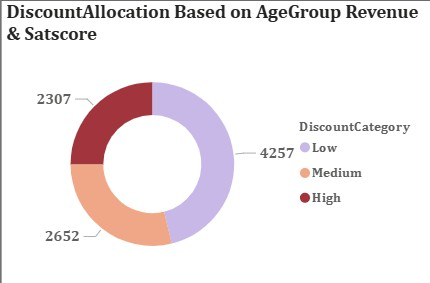 DiscountAllocation Based on AgeGroup Revenue
& Satscore
2307
4257
DiscountCategory
Low
Medium
High
2652